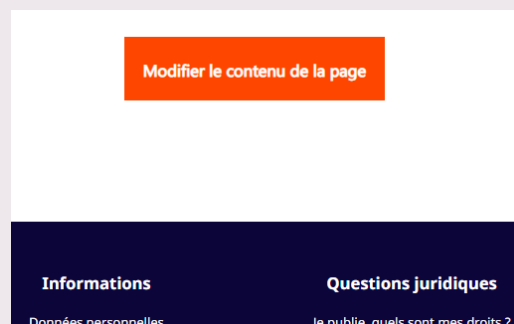 Modifier le contenu de la page
Informations
Questions juridiques
Données personnelles
Je publie, quels sont mes droits ?